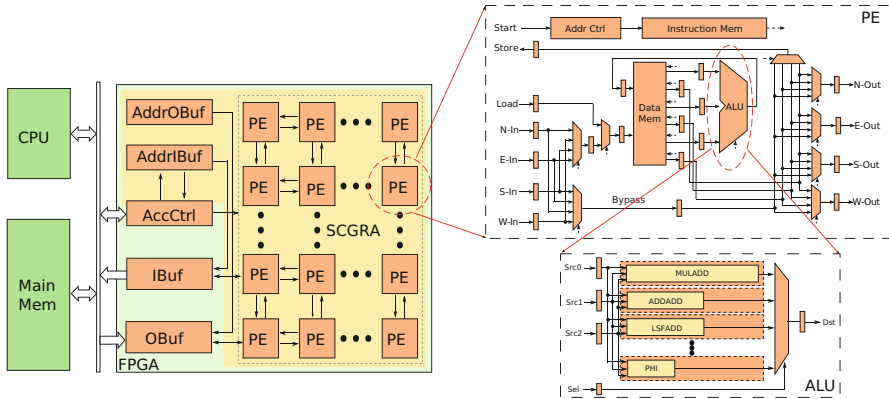 CPU
Main
Mem
AddrOBuf
AddrIBuf
AccCtrl
IBuf
OBuf
FPGA
PE PE PE
PE PE PE
SCGRA
PE PE PE
PE PE PE
PE
Start
Addr Ctrl
Instruction Mem
Store
Load
N-In
E-In
S-In
W-In
Data
Mem
ALU
Bypass
N-Out
E-Out
S-Out
W-Out
Src0
Src1
Src2
Sel
MULADD
ADDADD
LSFADD
PHI
Dst
ALU